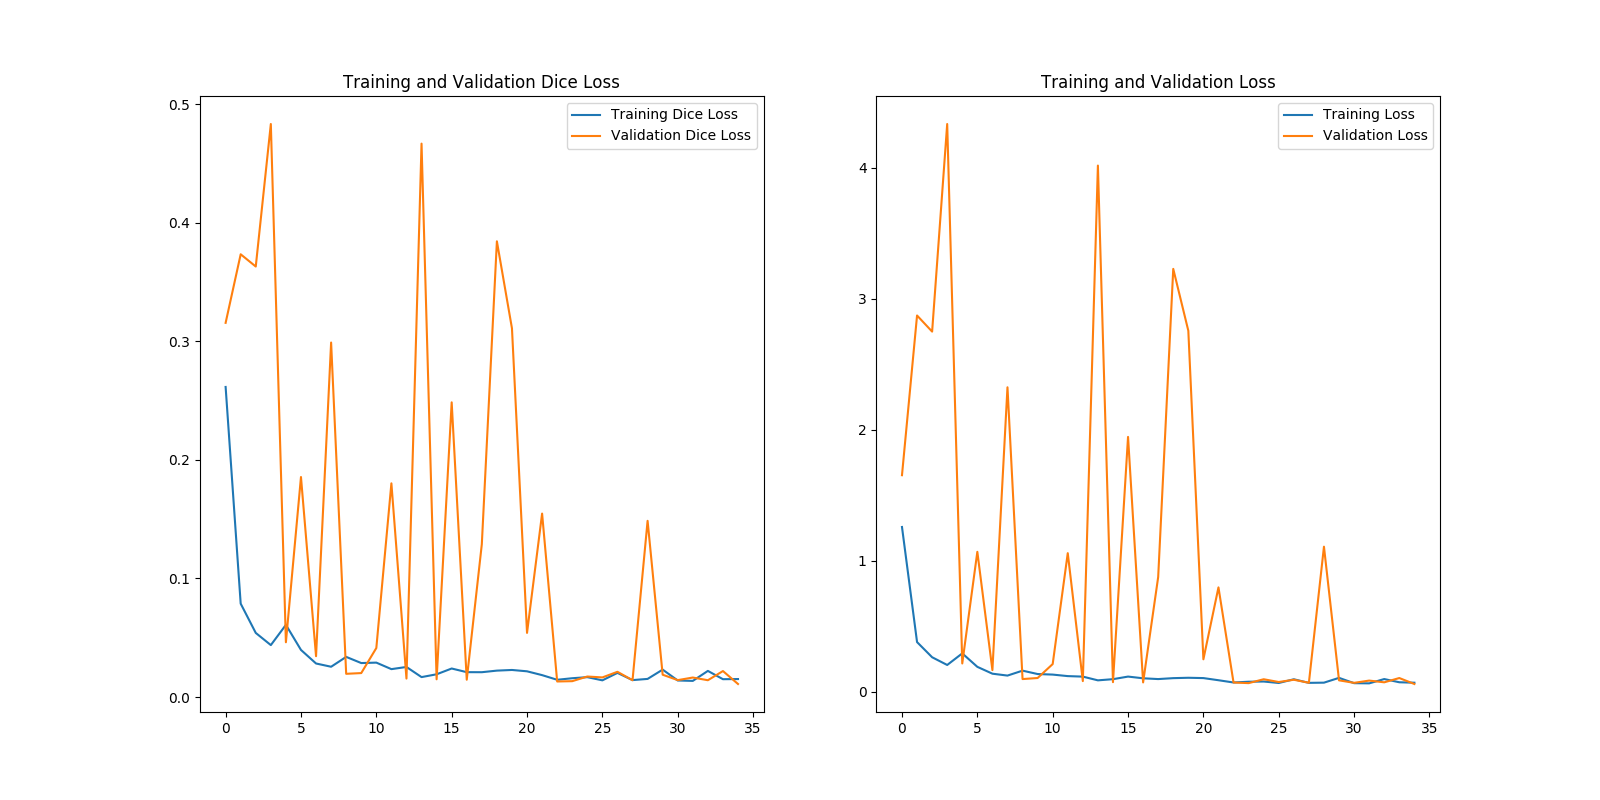 Training and Validation Dice Loss
Training Dice Loss
Validation Dice Loss
0.5
0.4
0.3
0.2
0.1
0.0
0 5 10 15 20 25 30 35
Training and Validation Loss
Training Loss
Validation Loss
4
3
2
1
0
0 5 10 15 20 25 30 35